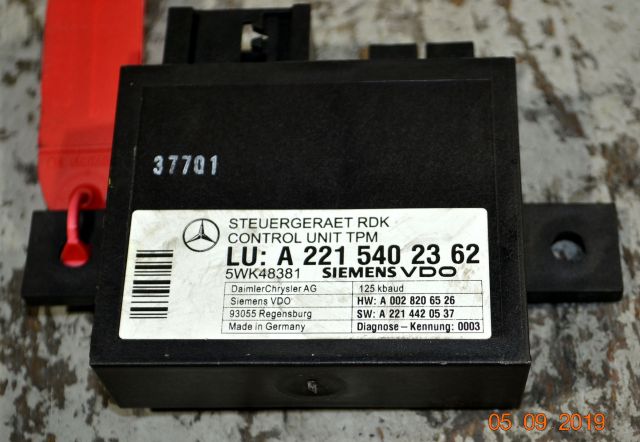 37701
STEUERGERAET RDK
CONTROL UNIT TPM
LU: A 221 540 23 62
5WK48381 SIEMENS VDO
DaimlerChrysler AG 125 kbaud
Siemens VDO HW: A 002 820 65 26
93055 Regensburg SW: A 221 442 05 37
Made in Germany Diagnose - Kennung: 0003
05 09 2019